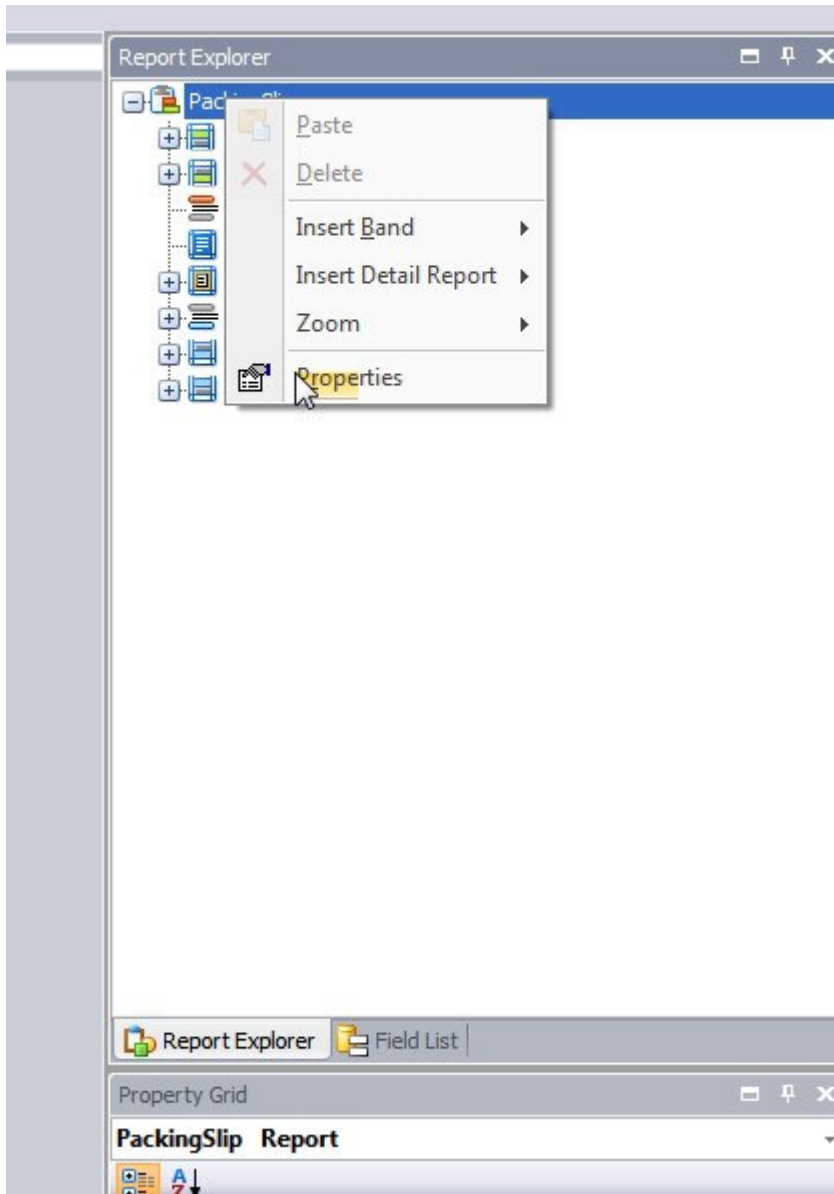 Report Explorer
Paste
Delete
Insert Band
Insert Detail Report
Zoom
Properties
Report Explorer
Field List
Property Grid
PackingSlip Report